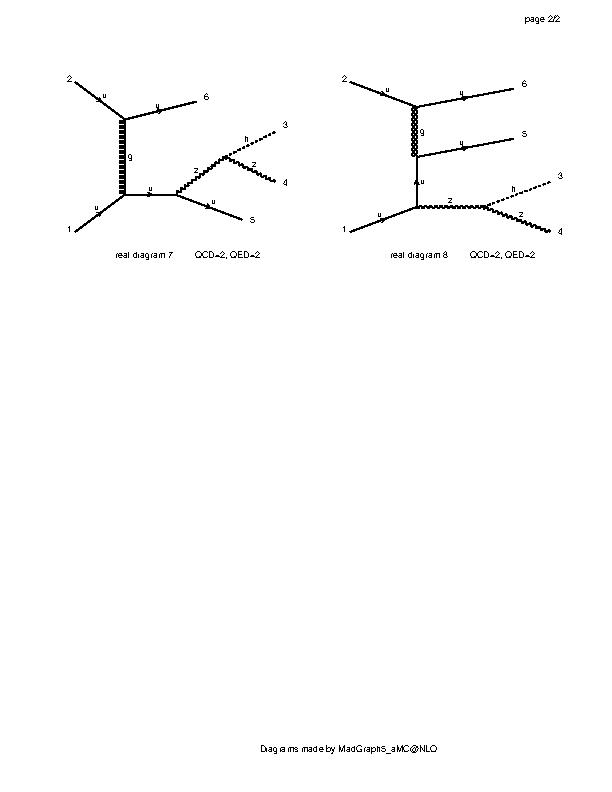 page 2/2
2
u
u
6
g
3
h
z
z
4
u
u
1
u
5
real diagram 7 QCD=2, QED=2
2
u
u
6
g
u
5
u
3
h
z
z
u
1
4
real diagram 8 QCD=2, QED=2
Diagrams made by MadGraph5_aMC@NLO